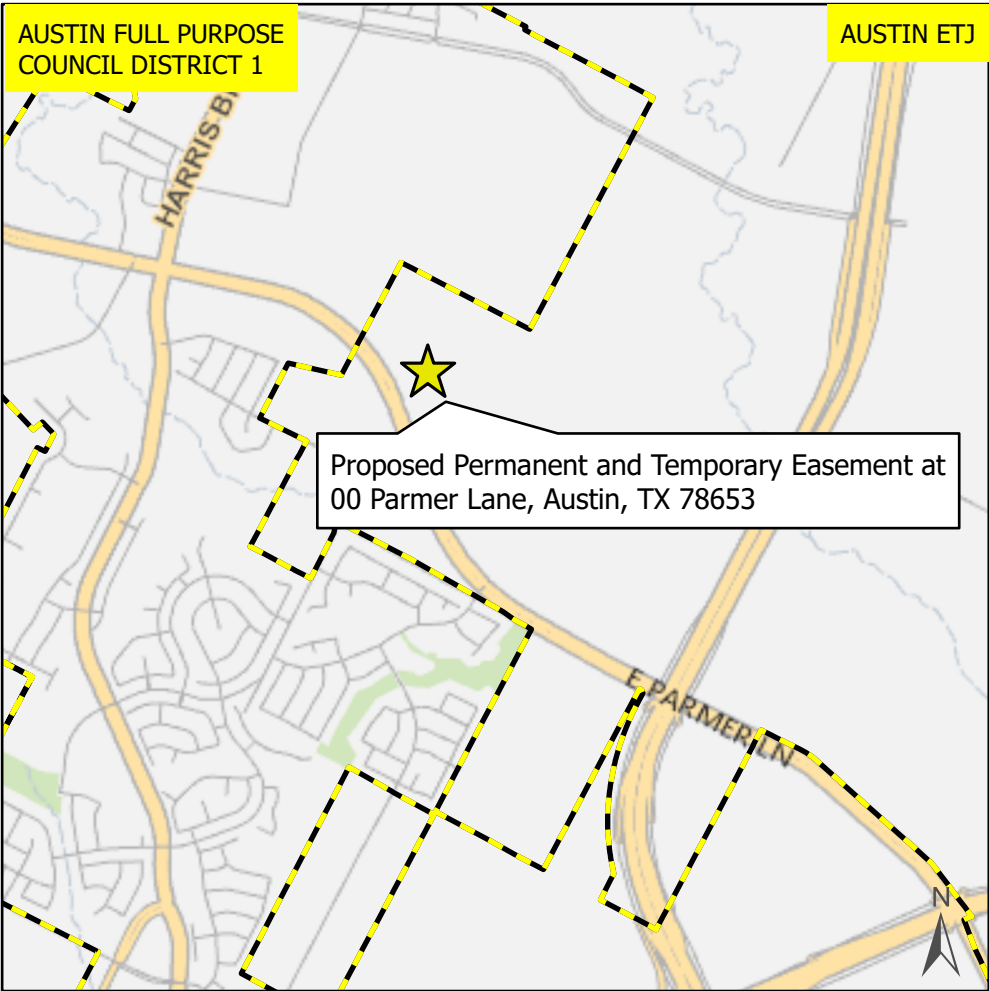 AUSTIN FULL PURPOSE
COUNCIL DISTRICT 1
AUSTIN ETJ
Proposed Permanent and Temporary Easement at
00 Parmer Lane, Austin, TX 78653
E PARMER LN
N